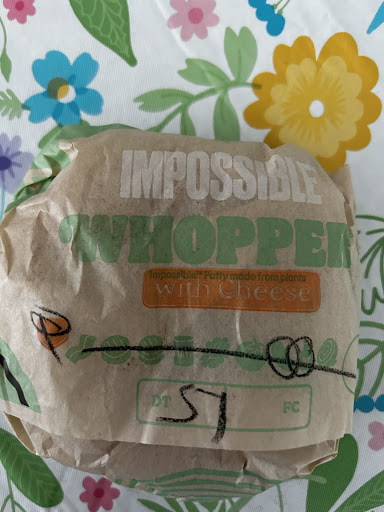 IMPOSSIBLE
WHOPPER
Impossible™ Patty made from plants
with Cheese
P
DT 57 FC